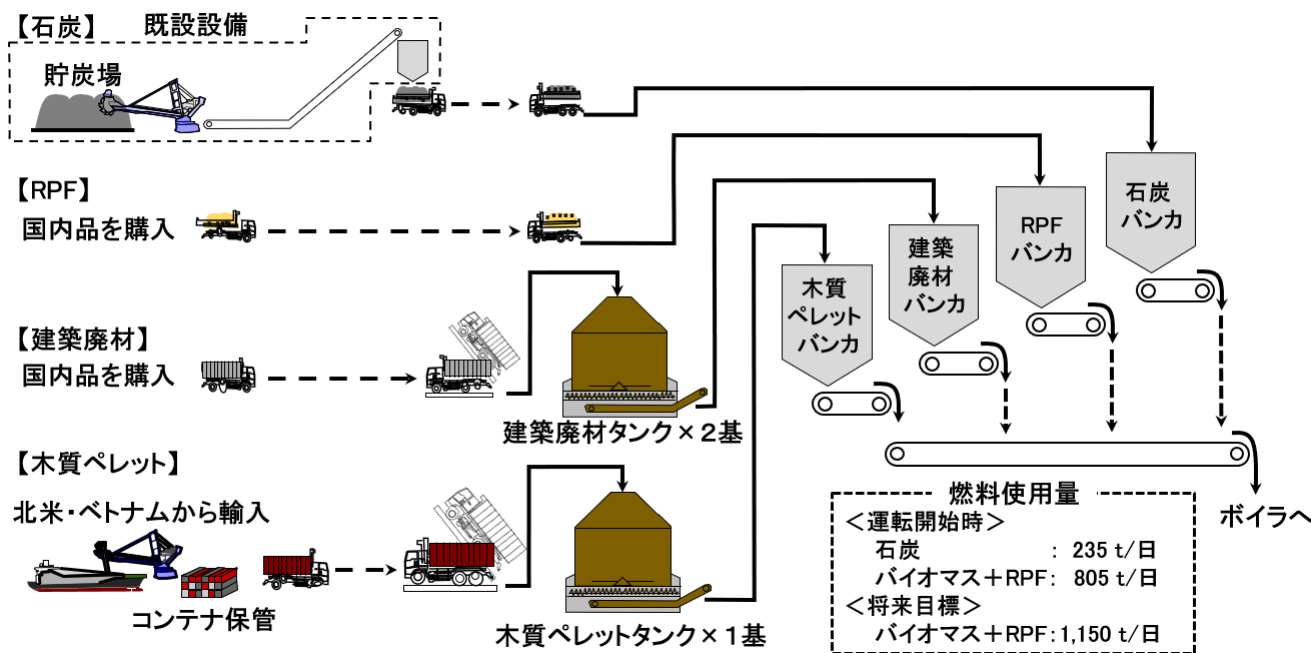 【石炭】 既設設備
貯炭場
【RPF】
国内品を購入
【建築廃材】
国内品を購入
建築廃材タンク×2基
【木質ペレット】
北米・ベトナムから輸入
コンテナ保管
木質ペレットタンク×1基
木質
ペレット
バンカ
建築
廃材
バンカ
RPF
バンカ
石炭
バンカ
ボイラへ
燃料使用量
＜運転開始時＞
石炭 : 235 t/日
バイオマス+RPF: 805 t/日
＜将来目標＞
バイオマス+RPF:1,150 t/日